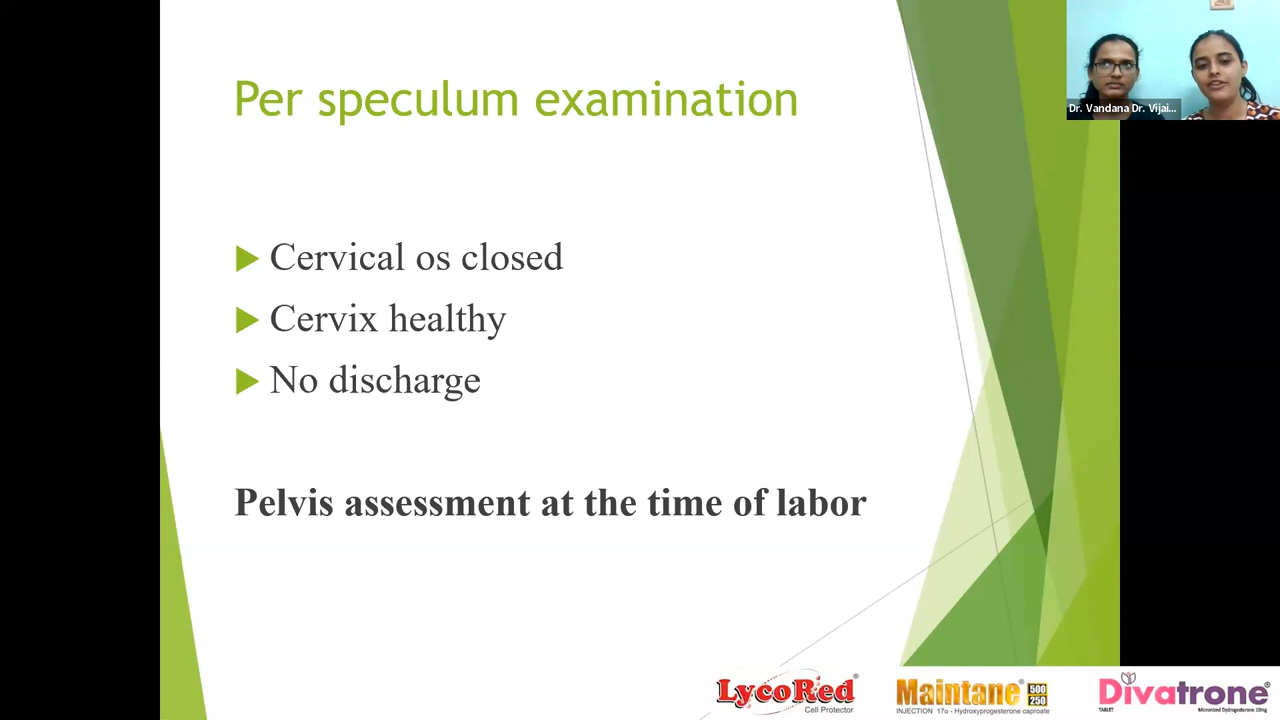 Per speculum examination
Dr. Vandana Dr. Vijai...
Cervical os closed
Cervix healthy
No discharge
Pelvis assessment at the time of labor
LycoRed®
Cell Protector
Maintane® 500 250
INJECTION 17α - Hydroxyprogesterone caproate
Divatrone®
TABLET Micronized Dydrogesterone 10mg